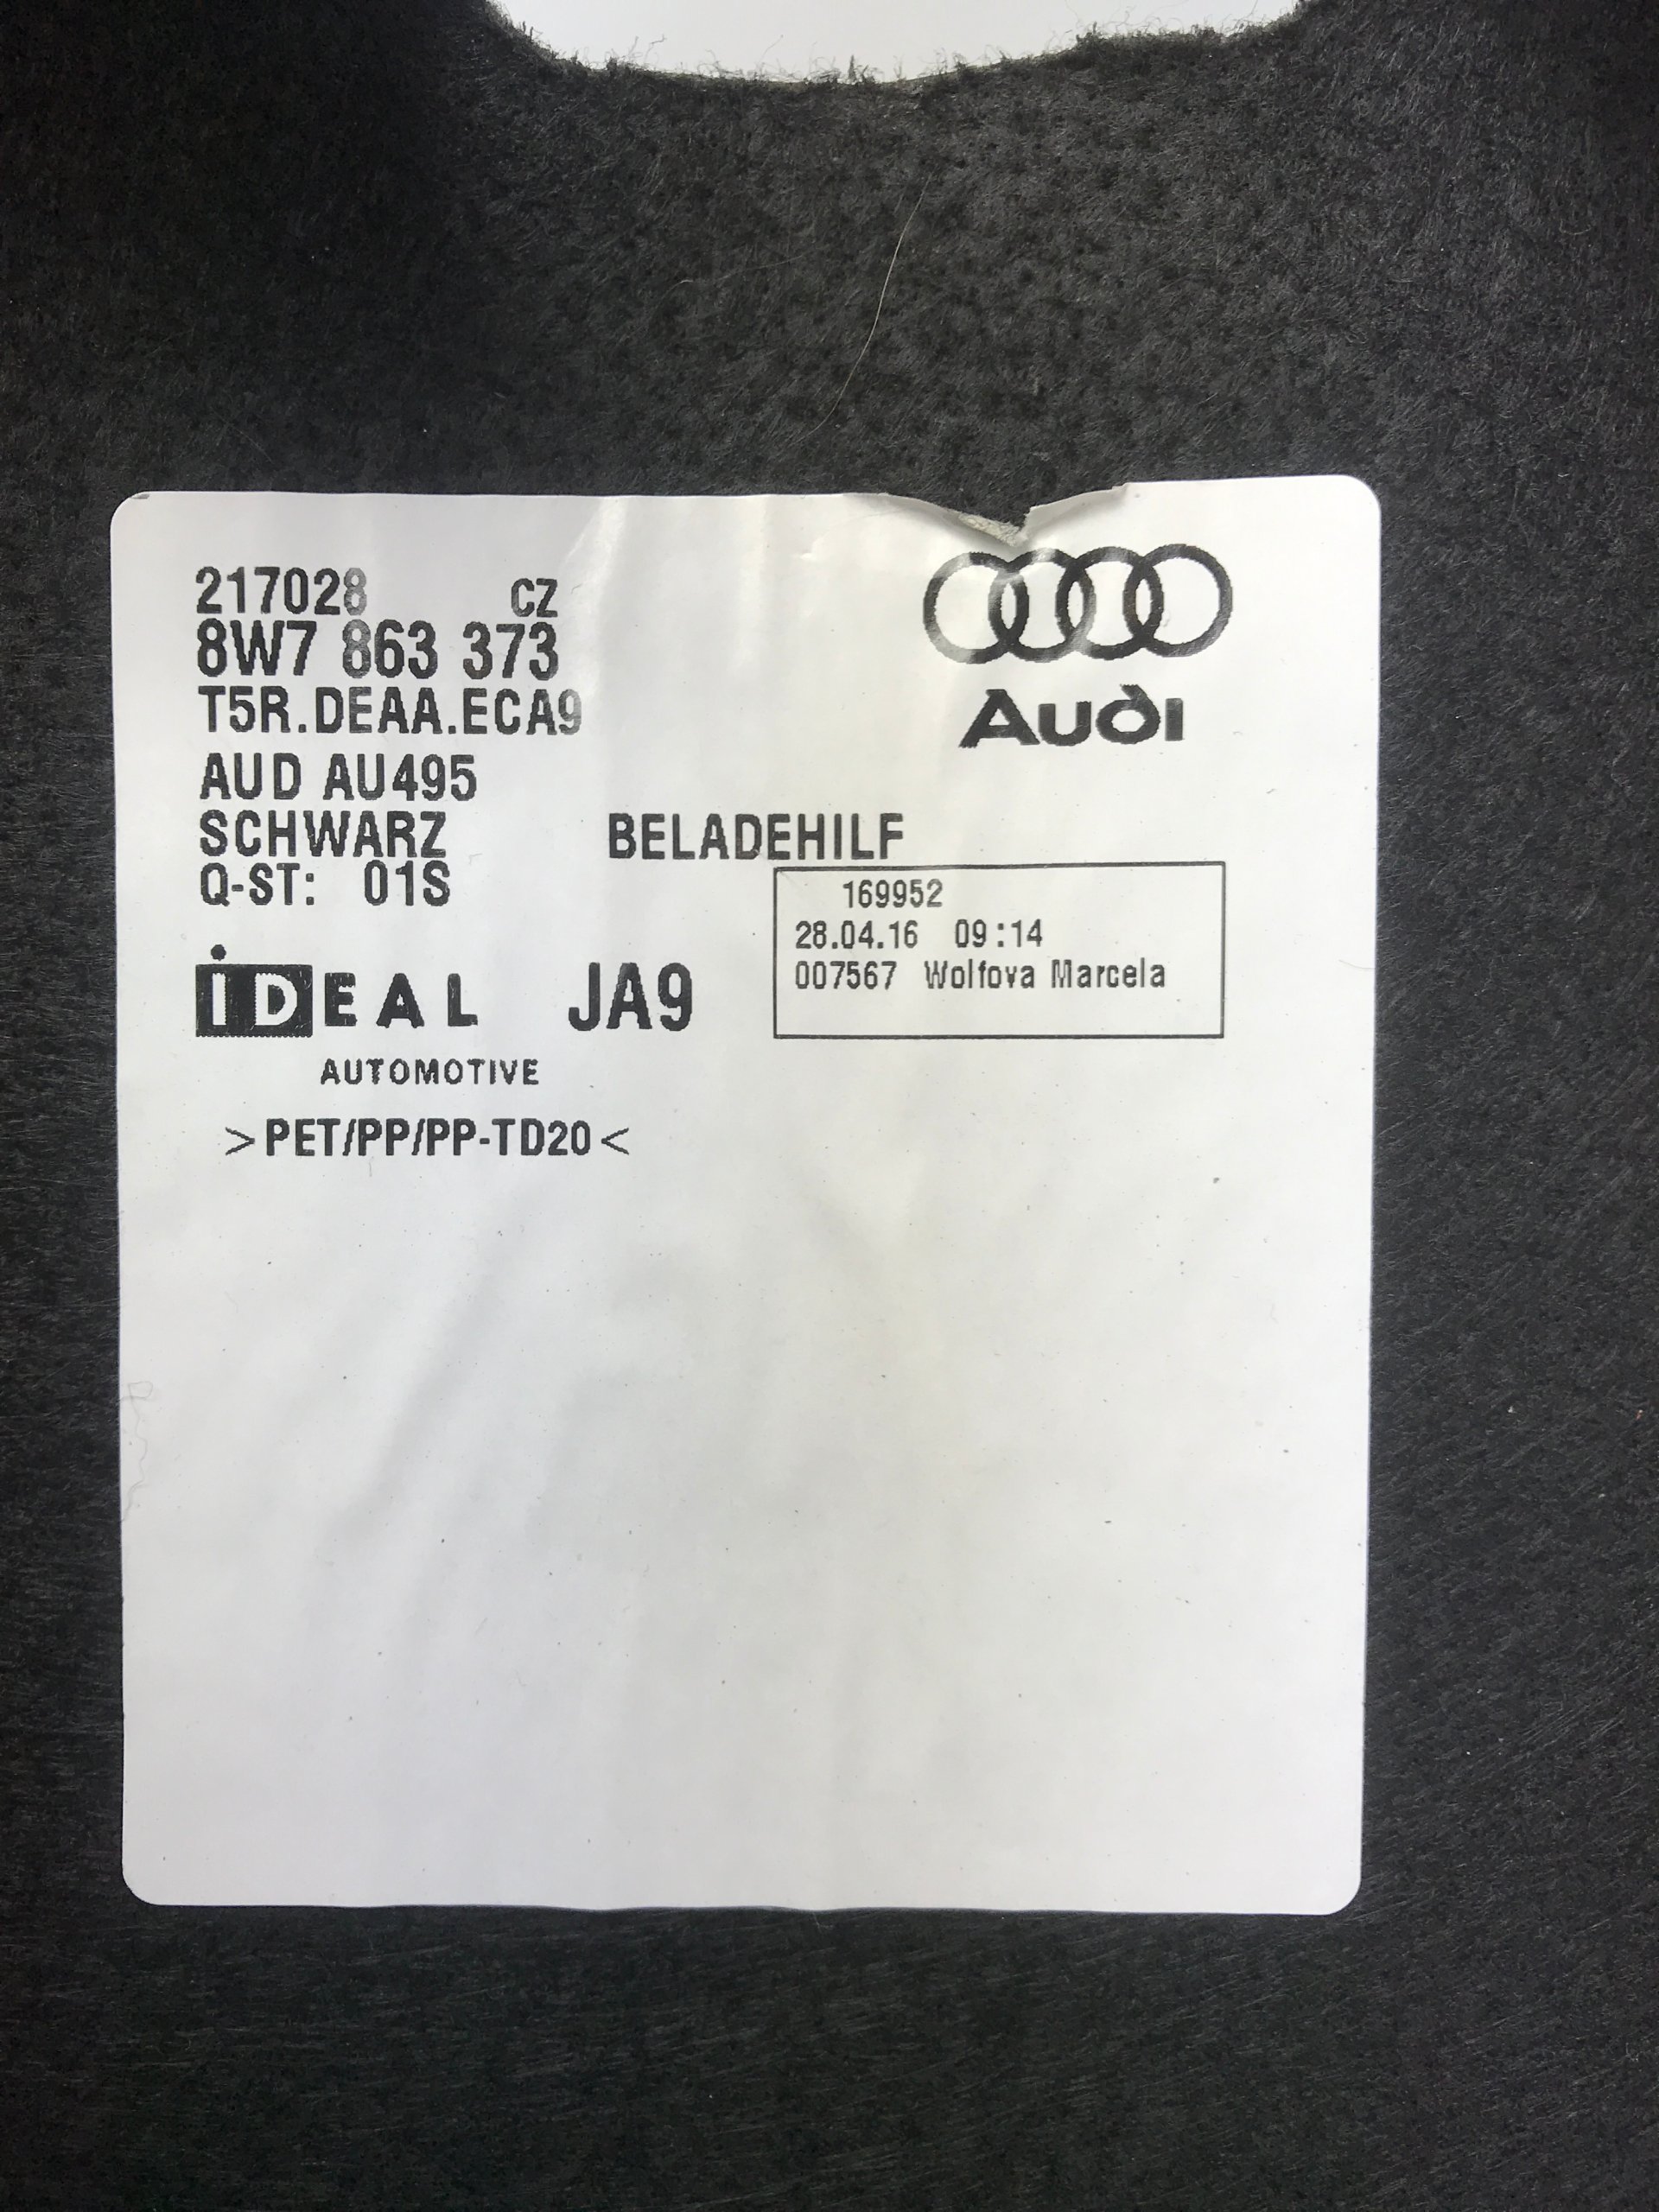 217028 CZ
8W7 863 373
T5R.DEAA.ECA9
Audi
AUD AU495
SCHWARZ BELADEHILF
Q-ST: 01S
169952
28.04.16 09:14
007567 Wolfova Marcela
iDEAL JA9
AUTOMOTIVE
>PET/PP/PP-TD20<